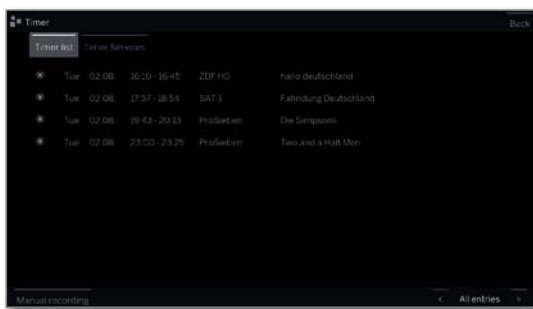 Timer Back
Timer list Timer Services
Tue 02.08. 16:10 - 16:45 ZDF HD hallo deutschland
Tue 02.08. 17:57 - 18:54 SAT.1 Fahndung Deutschland
Tue 02.08. 19:43 - 20:13 ProSieben Die Simpsons
Tue 02.08. 23:00 - 23:25 ProSieben Two and a Half Men
Manual recording < All entries >